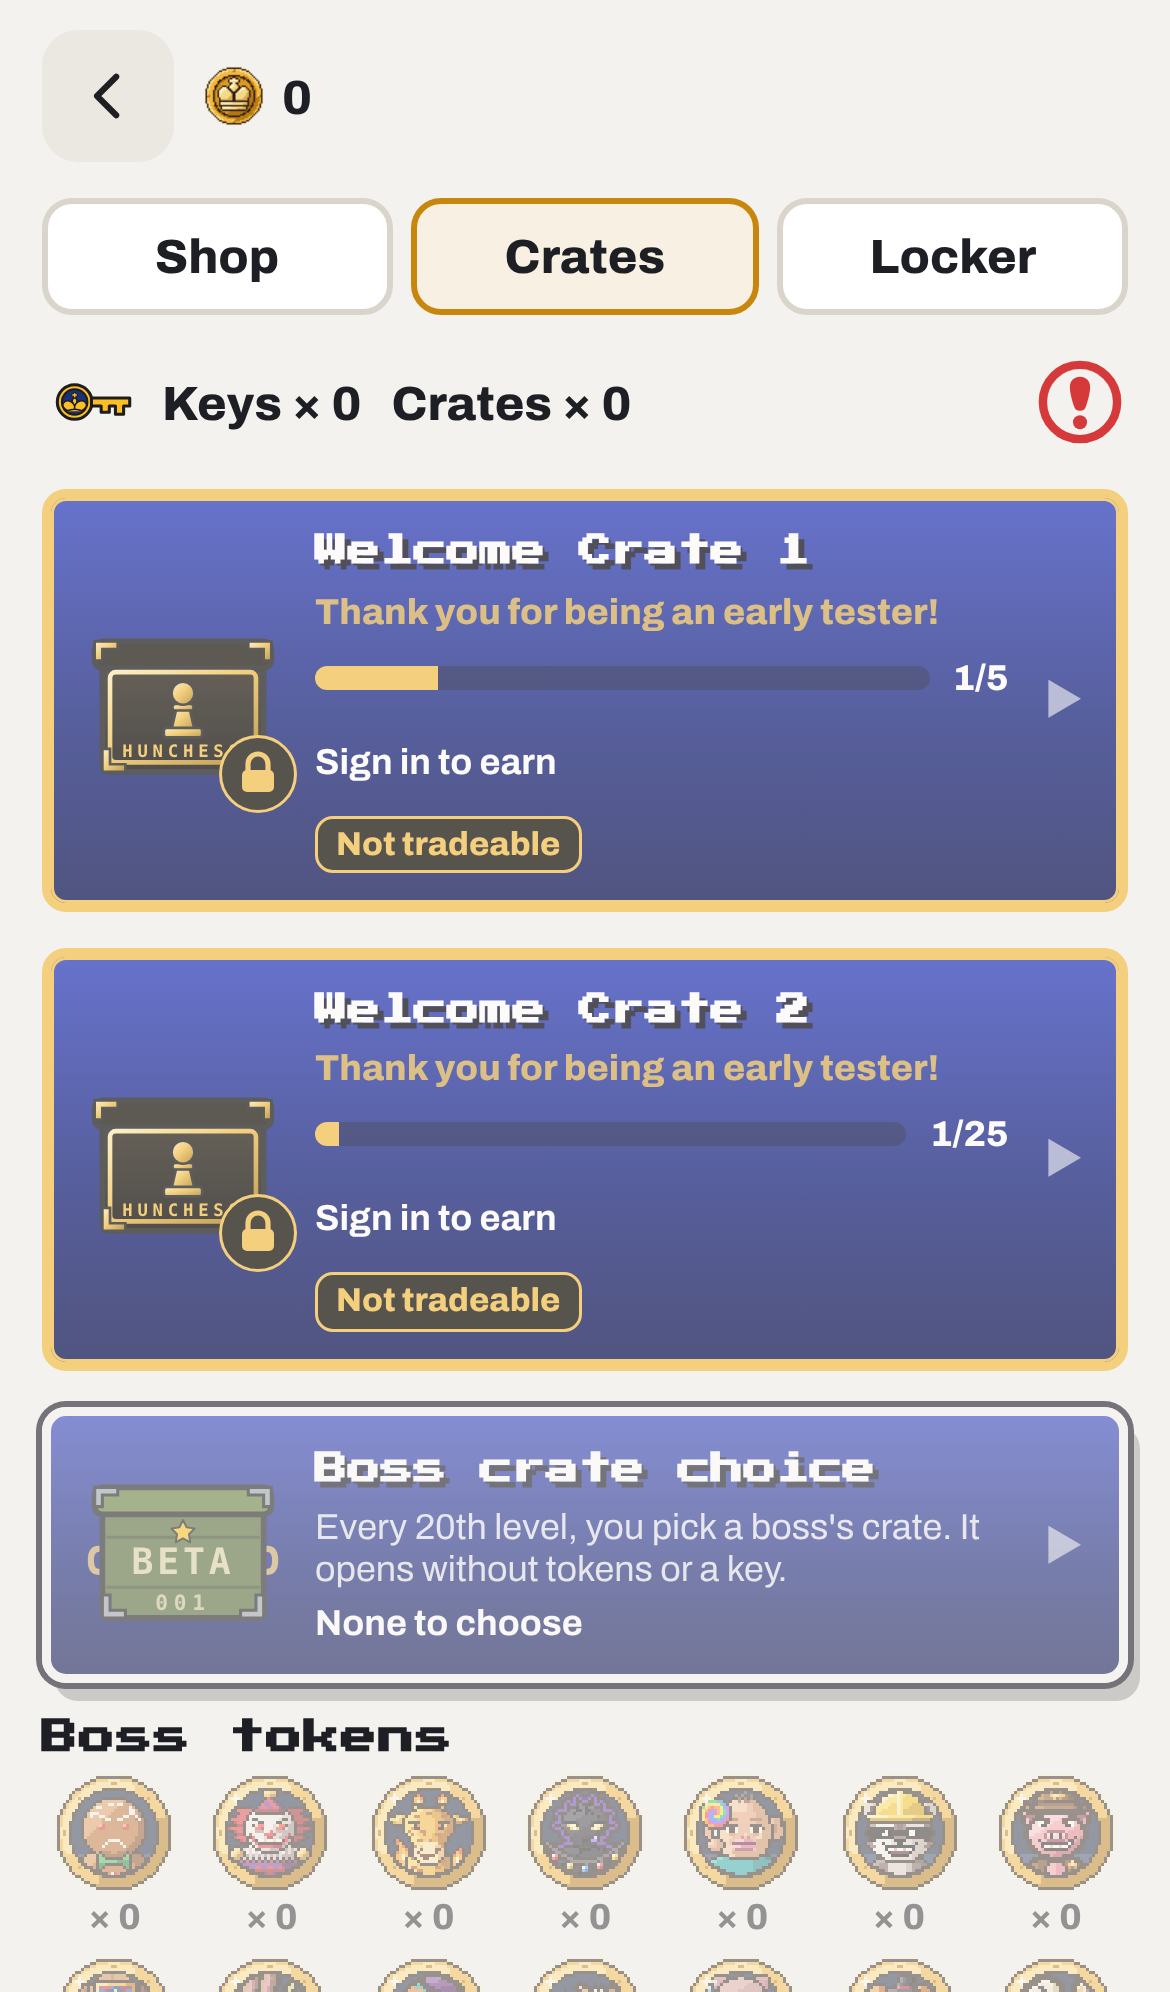 0
Shop
Crates
Locker
Keys × 0 Crates × 0
Welcome Crate 1
Thank you for being an early tester!
1/5
HUNCHES
Sign in to earn
Not tradeable
Welcome Crate 2
Thank you for being an early tester!
1/25
HUNCHES
Sign in to earn
Not tradeable
Boss crate choice
Every 20th level, you pick a boss's crate. It
opens without tokens or a key.
BETA
001
None to choose
Boss tokens
× 0
× 0
× 0
× 0
× 0
× 0
× 0